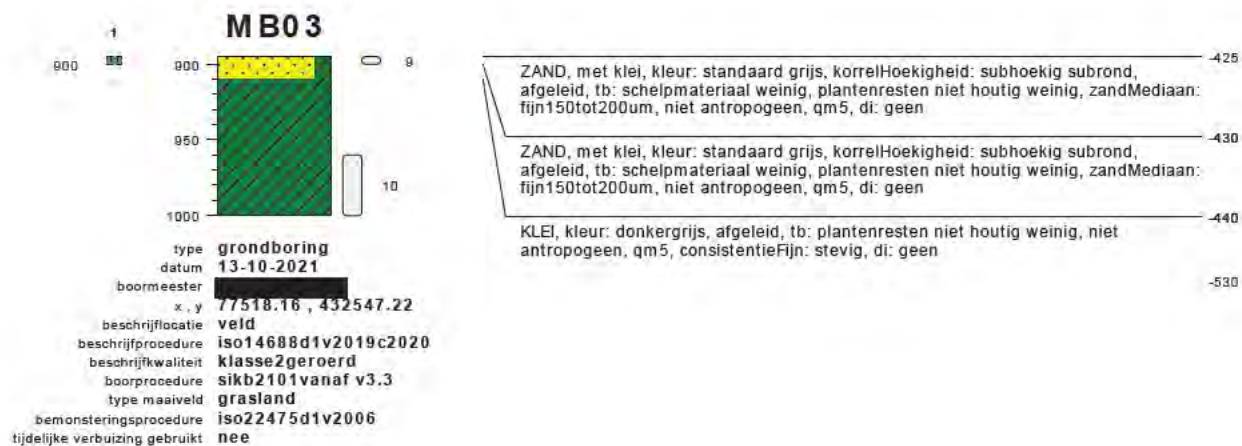 MB03
1
900
900
950
1000
9
10
-425
ZAND, met klei, kleur: standaard grijs, korrelHoekigheid: subhoekig subrond,
afgeleid, tb: schelpmateriaal weinig, plantenresten niet houtig weinig, zandMediaan:
fijn150tot200um, niet antropogeen, qm5, di: geen
-430
ZAND, met klei, kleur: standaard grijs, korrelHoekigheid: subhoekig subrond,
afgeleid, tb: schelpmateriaal weinig, plantenresten niet houtig weinig, zandMediaan:
fijn150tot200um, niet antropogeen, qm5, di: geen
-440
KLEI, kleur: donkergrijs, afgeleid, tb: plantenresten niet houtig weinig, niet
antropogeen, qm5, consistentieFijn: stevig, di: geen
-530
type grondboring
datum 13-10-2021
boormeester
x , y 77518.16 , 432547.22
beschrijflocatie veld
beschrijfprocedure iso14688d1v2019c2020
beschrijfkwaliteit klasse2geroerd
boorprocedure sikb2101vanaf v3.3
type maaiveld grasland
bemonsteringsprocedure iso22475d1v2006
tijdelijke verbuizing gebruikt nee